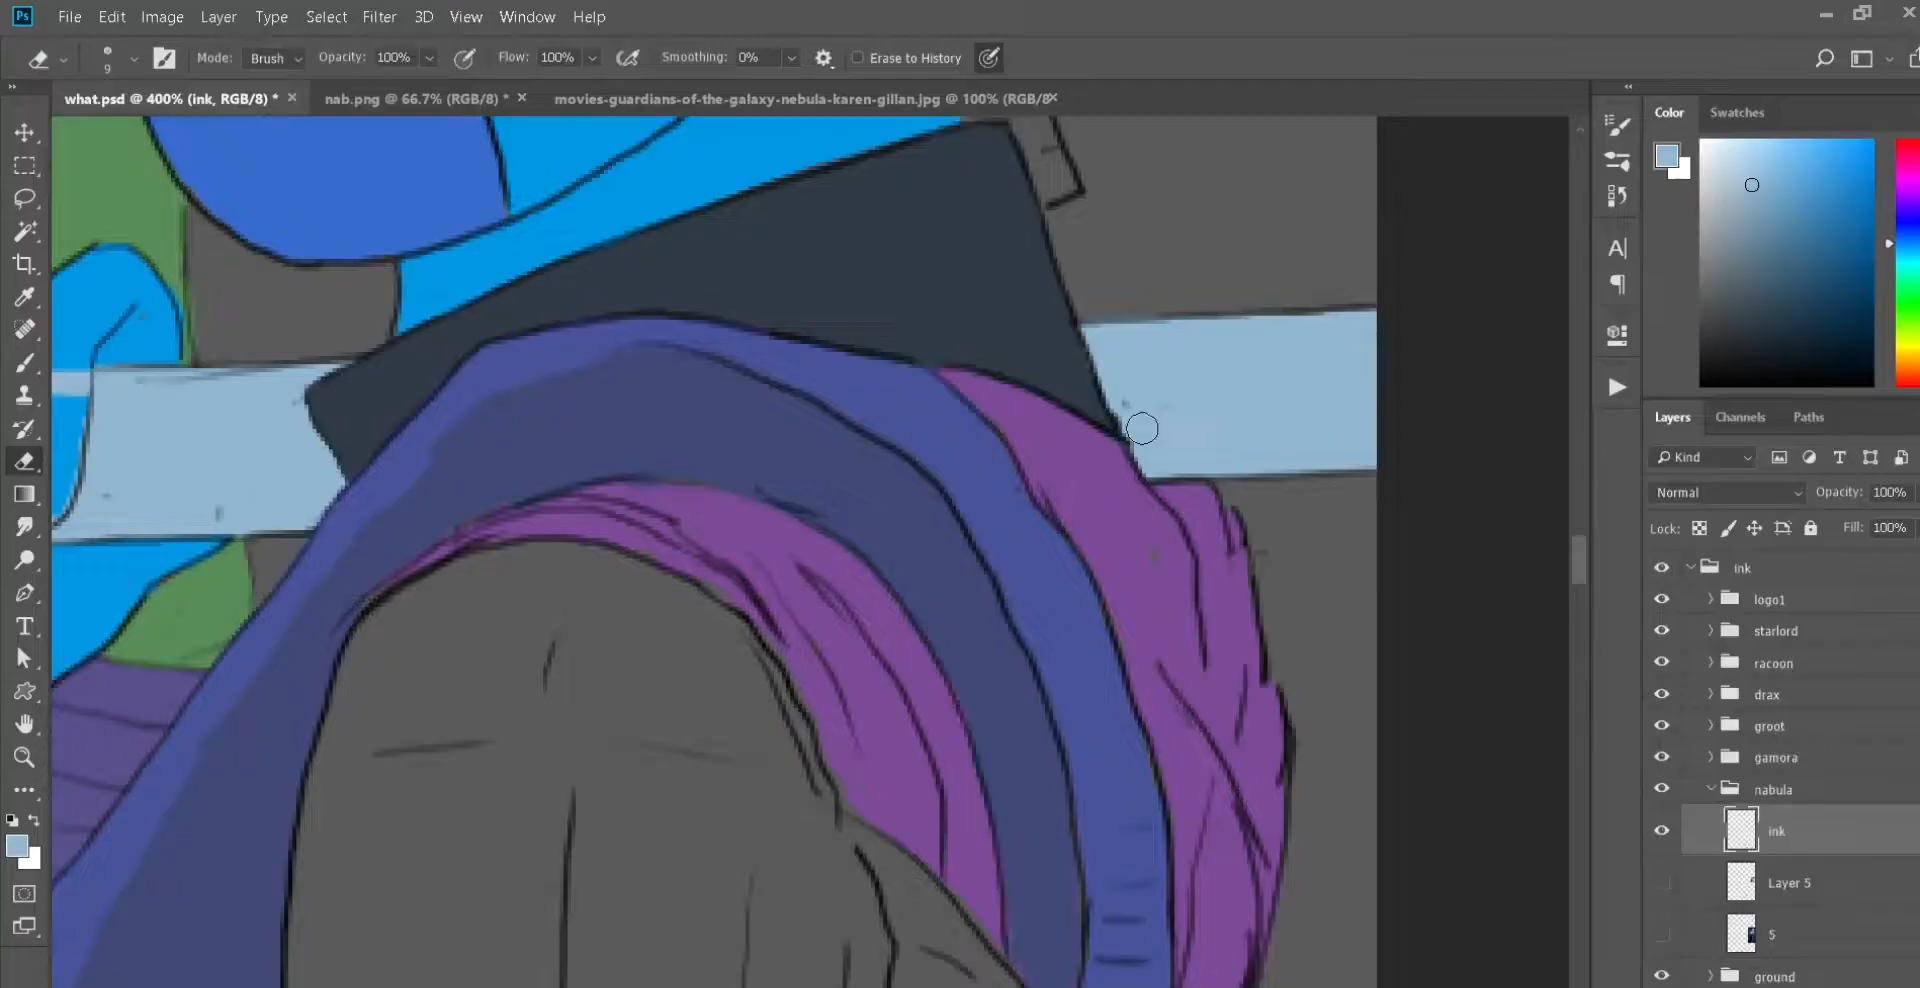 Ps File Edit Image Layer Type Select Filter 3D View Window Help
9 Mode: Brush Opacity: 100% Flow: 100% Smoothing: 0% Erase to History
what.psd @ 400% (ink, RGB/8) * × nab.png @ 66.7% (RGB/8) * × movies-guardians-of-the-galaxy-nebula-karen-gillan.jpg @ 100% (RGB/8 ×
Color Swatches
Layers Channels Paths
Kind
Normal Opacity: 100%
Lock: Fill: 100%
ink
logo1
starlord
racoon
drax
groot
gamora
nabula
ink
Layer 5
5
ground